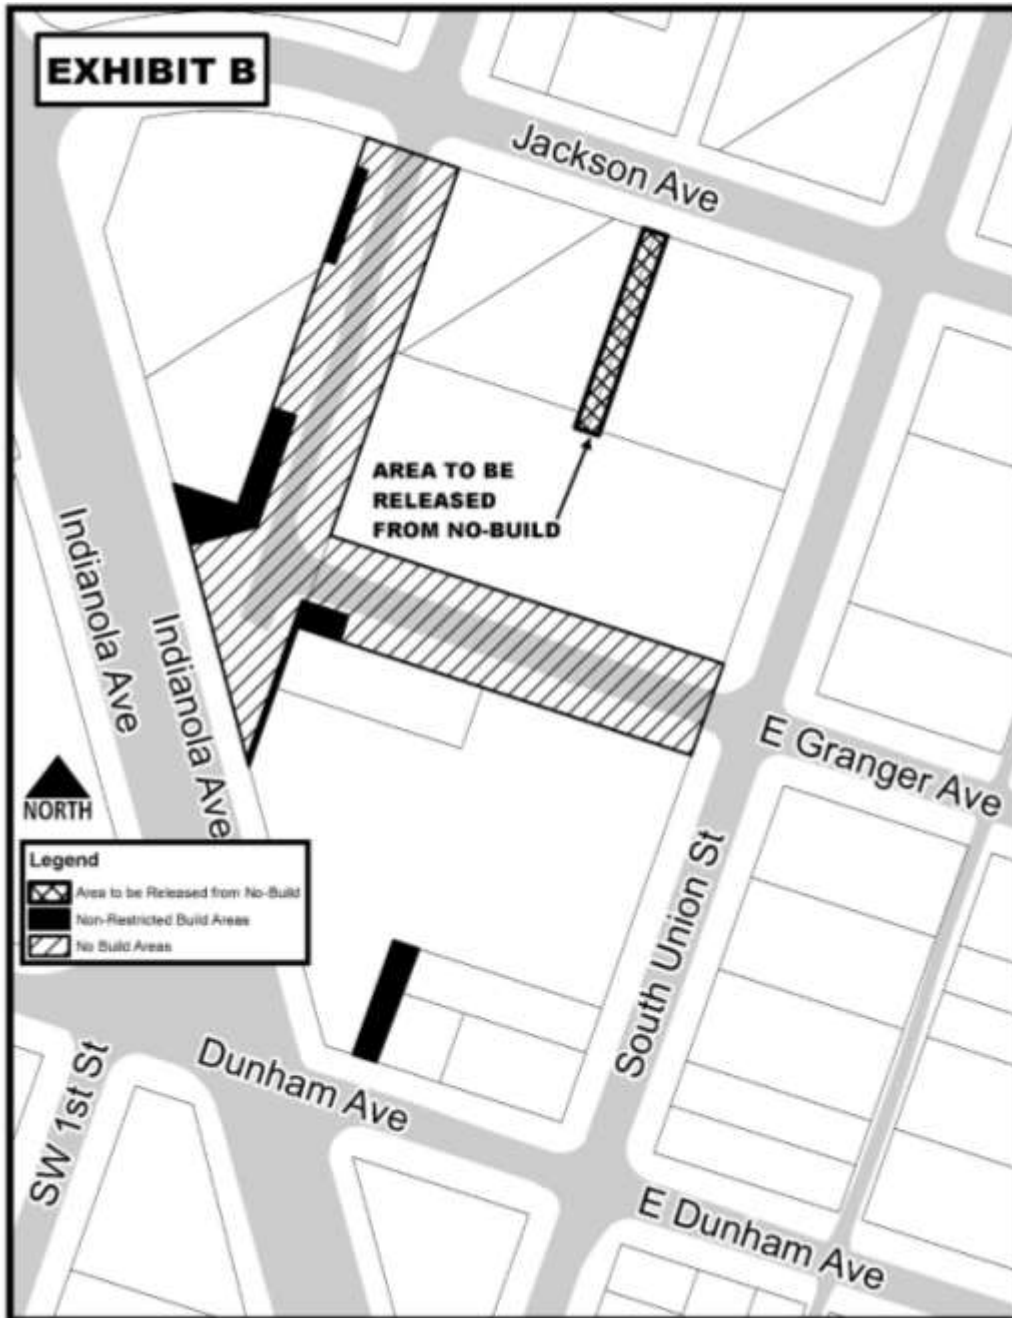 EXHIBIT B
Jackson Ave
AREA TO BE
RELEASED
FROM NO-BUILD
Indianola Ave
Indianola Ave
E Granger Ave
NORTH
Legend
Area to be Released from No-Build
Non-Restricted Build Areas
No Build Areas
South Union St
Dunham Ave
SW 1st St
E Dunham Ave